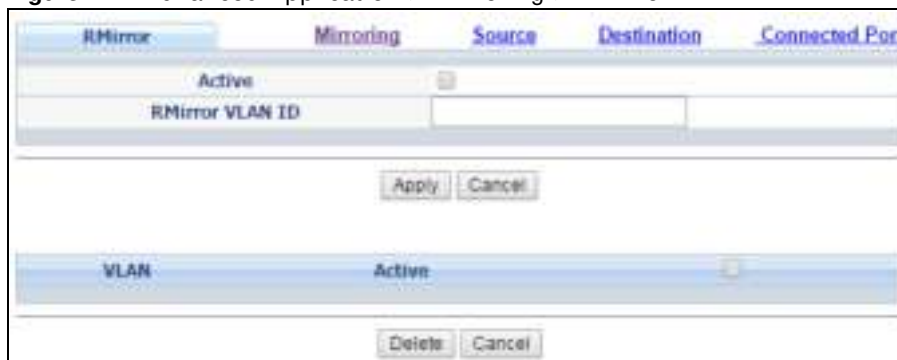 RMirror Mirroring Source Destination Connected Por
Active
RMirror VLAN ID
Apply Cancel
VLAN Active
Delete Cancel